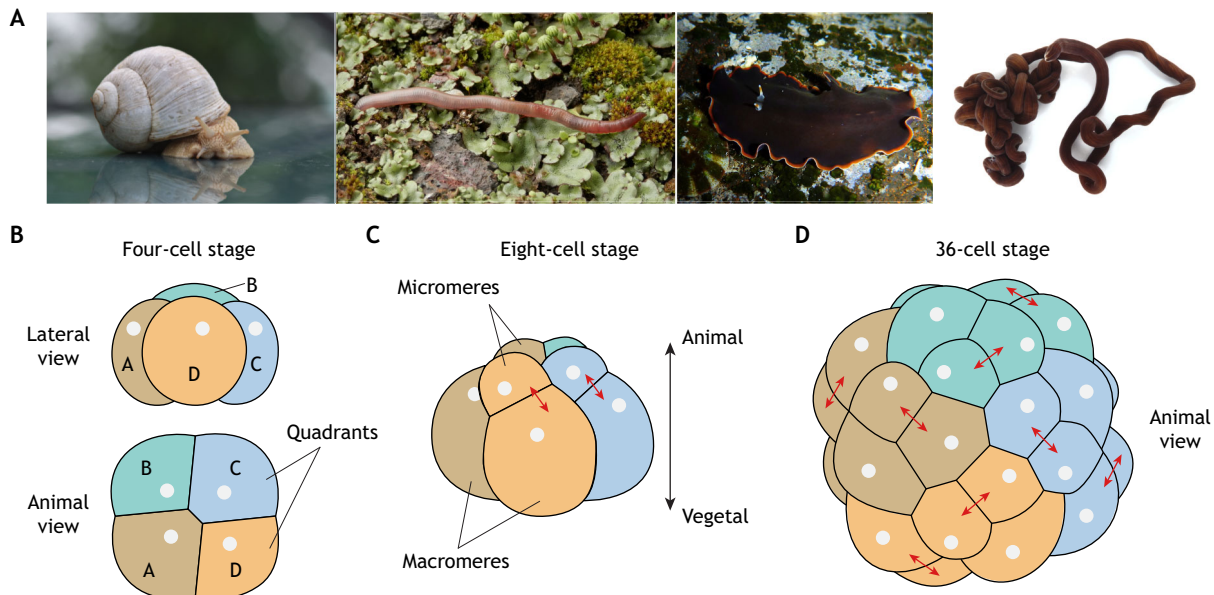 A
B
Four-cell stage
B
Lateral
view
A
D
C
Quadrants
B
C
Animal
view
A
D
C
Eight-cell stage
Micromeres
Animal
Vegetal
Macromeres
D
36-cell stage
Animal
view